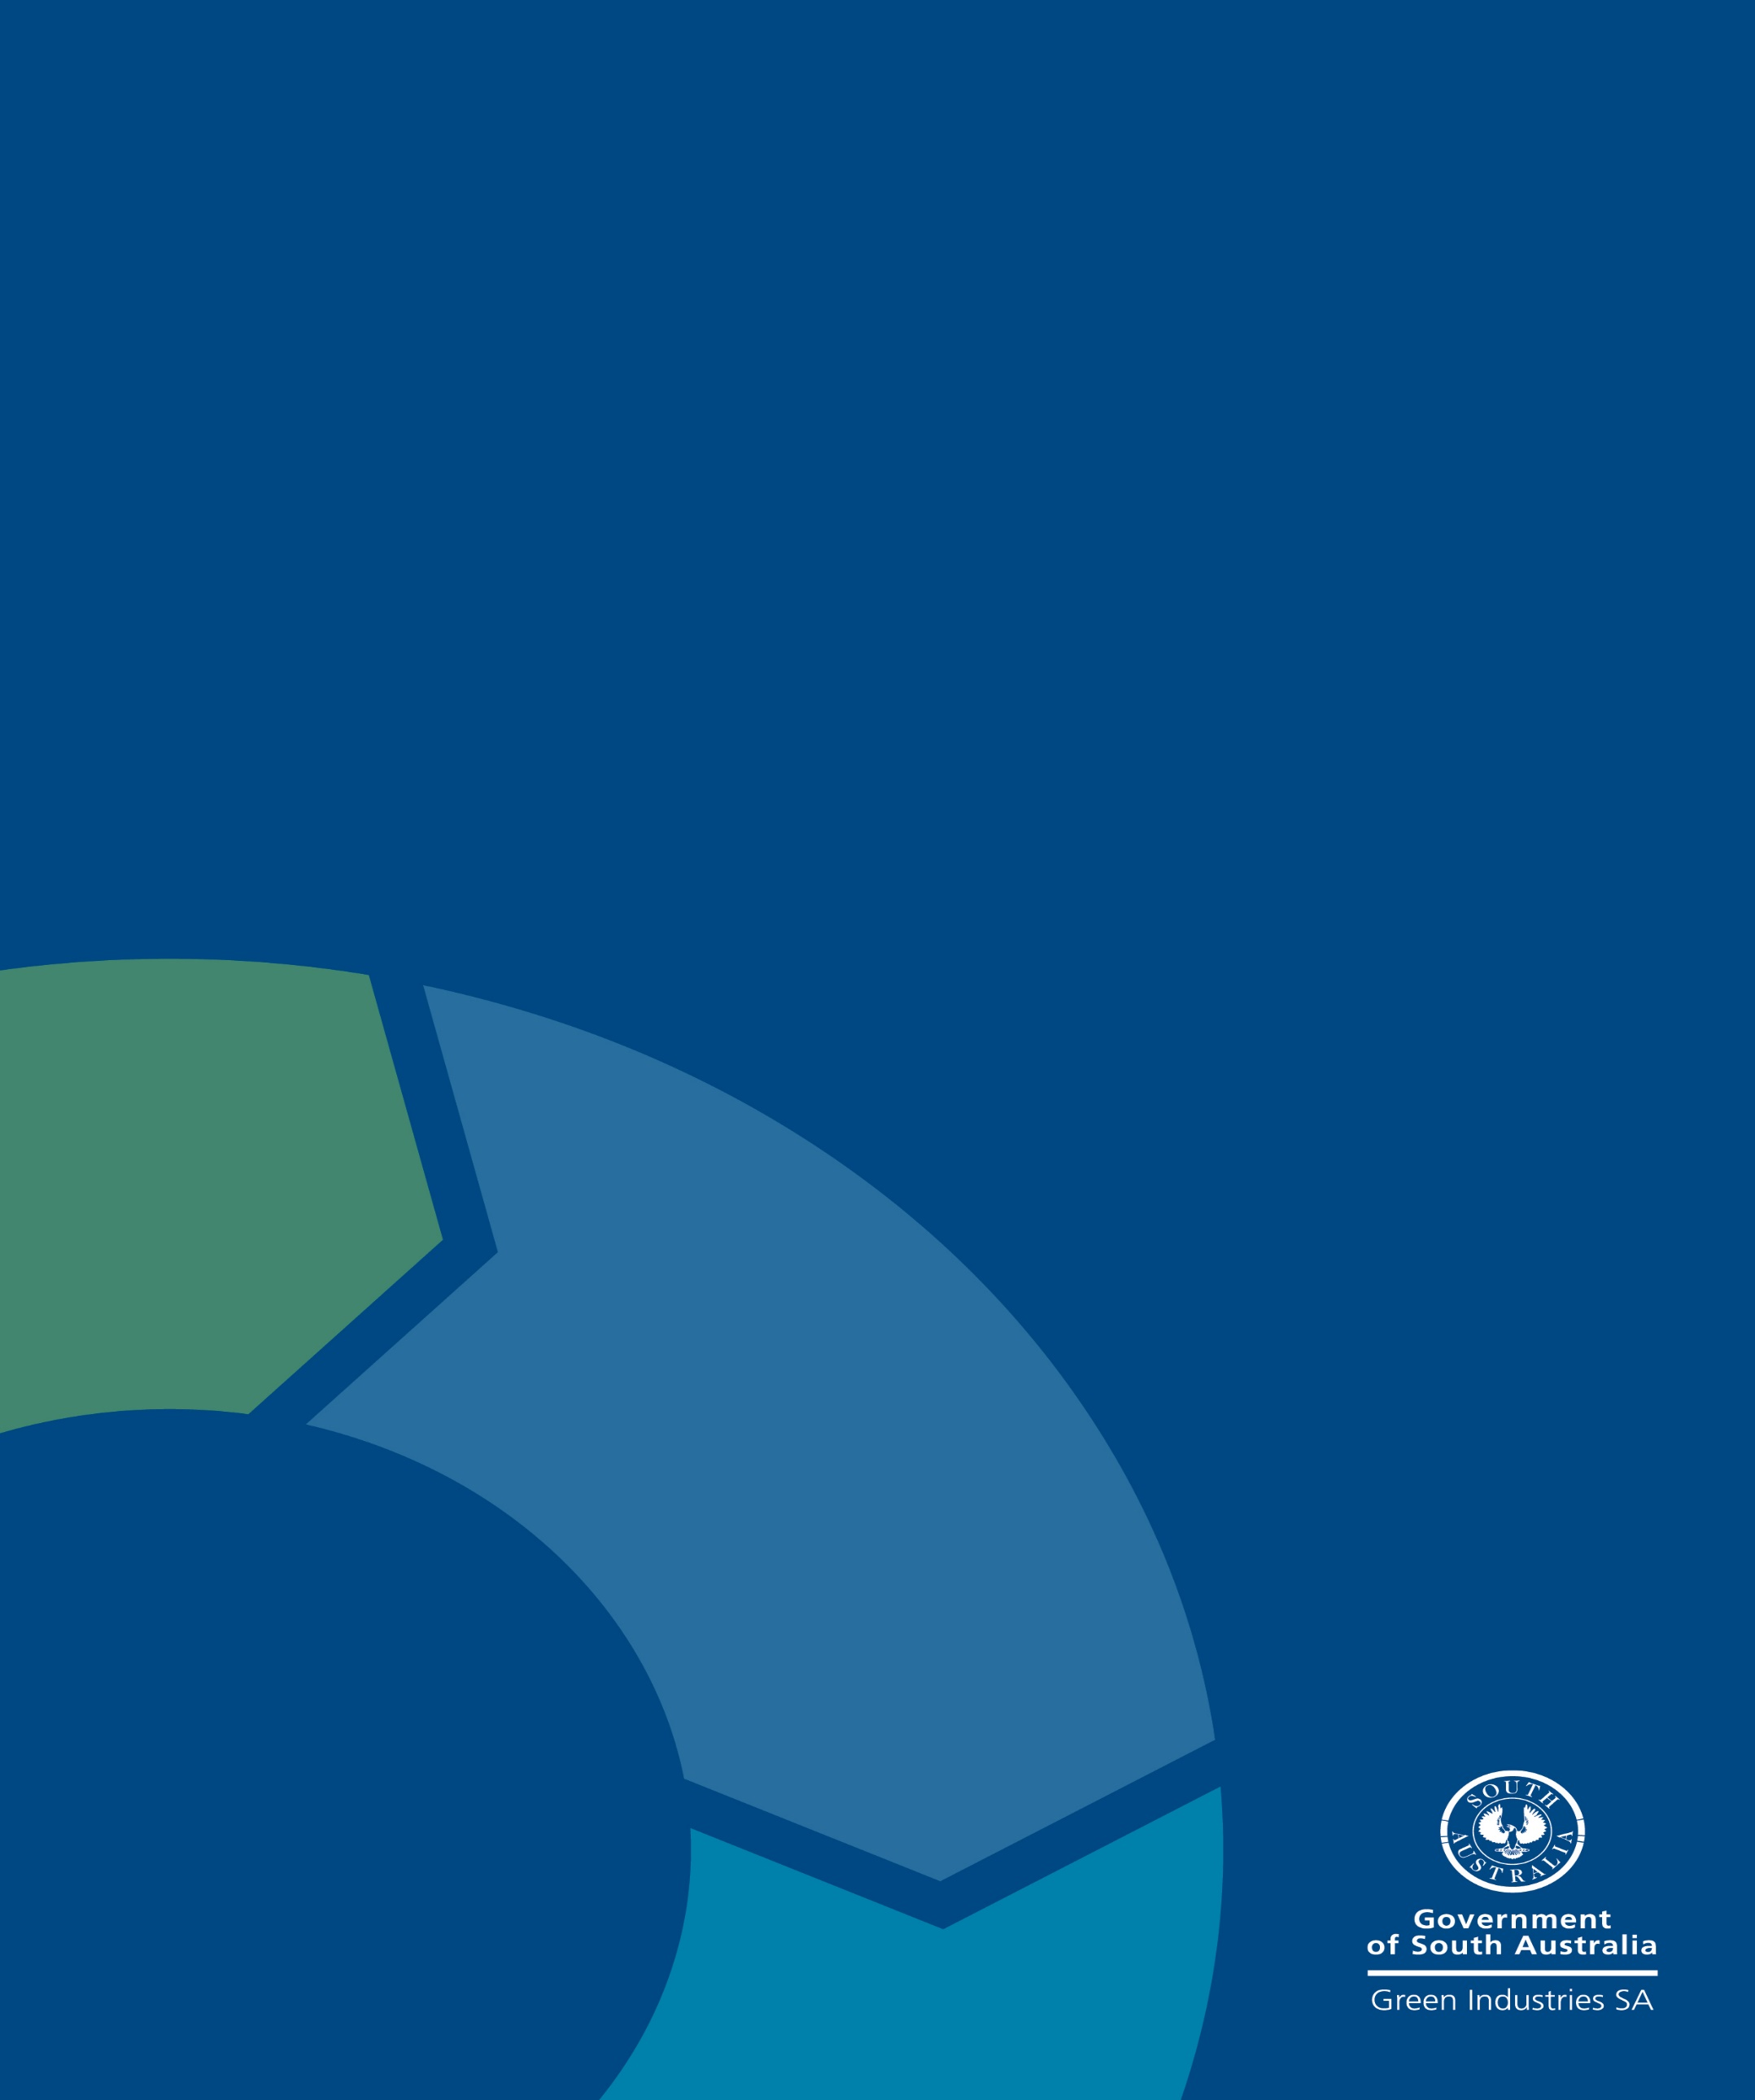 SOUTH
AUSTRALIA
Government
of South Australia
Green Industries SA